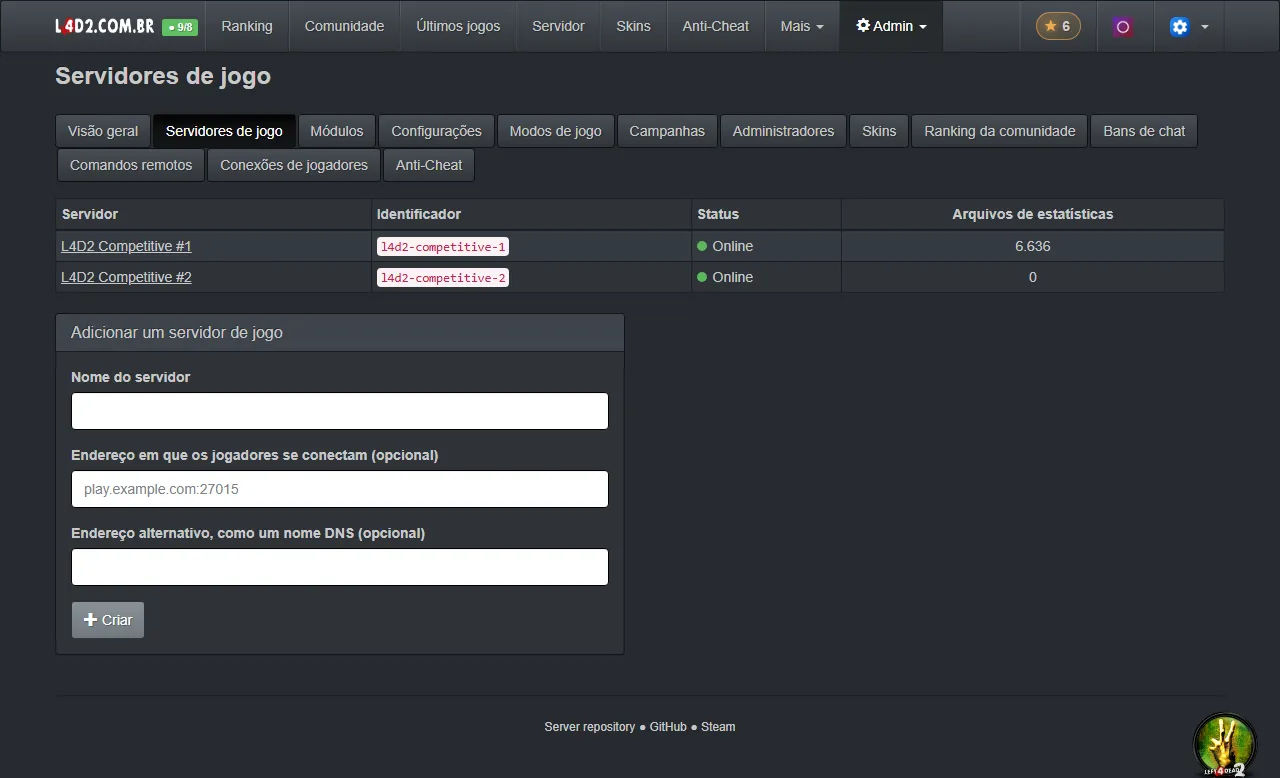 L4D2.COM.BR 9/8 Ranking Comunidade Últimos jogos Servidor Skins Anti-Cheat Mais Admin 6
Servidores de jogo
Visão geral Servidores de jogo Módulos Configurações Modos de jogo Campanhas Administradores Skins Ranking da comunidade Bans de chat
Comandos remotos Conexões de jogadores Anti-Cheat
Servidor Identificador Status Arquivos de estatísticas
L4D2 Competitive #1 l4d2-competitive-1 Online 6.636
L4D2 Competitive #2 l4d2-competitive-2 Online 0
Adicionar um servidor de jogo
Nome do servidor
Endereço em que os jogadores se conectam (opcional)
play.example.com:27015
Endereço alternativo, como um nome DNS (opcional)
Criar
Server repository ● GitHub ● Steam
LEFT 4 DEAD 2